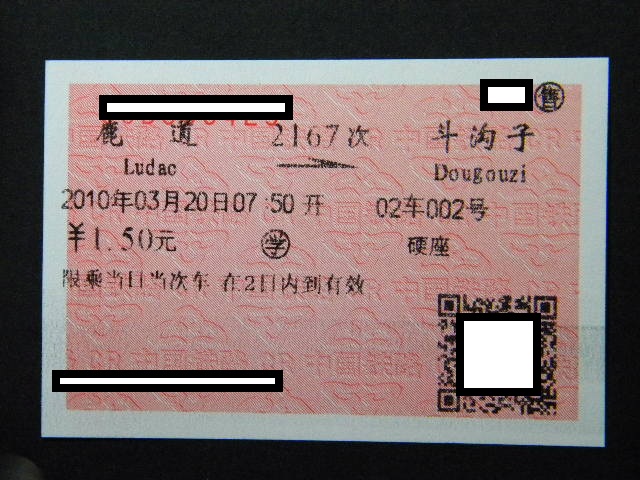 售
鹿道 2167次 斗沟子
Ludao Dougouzi
2010年03月20日07:50开 02车002号
￥1.50元 学 硬座
限乘当日当次车 在2日内到有效